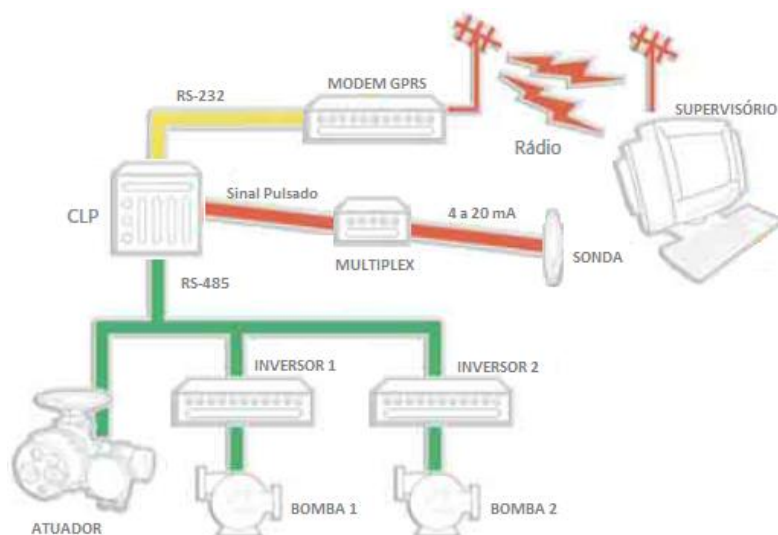 MODEM GPRS
RS-232
SUPERVISÓRIO
Rádio
Sinal Pulsado
CLP
4 a 20 mA
MULTIPLEX
SONDA
RS-485
INVERSOR 1
INVERSOR 2
BOMBA 1
BOMBA 2
ATUADOR